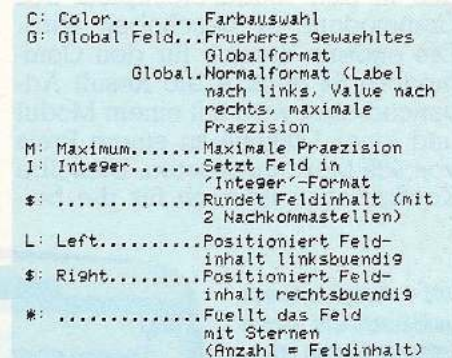 C: Color.........Farbauswahl
G: Global Feld...Frueheres gewaehltes
Globalformat
Global.Normalformat (Label
nach links, Value nach
rechts, maximale
Praezision
M: Maximum.......Maximale Praezision
I: Integer.......Setzt Feld in
'Integer'-Format
$: ..............Rundet Feldinhalt (mit
2 Nachkommastellen)
L: Left..........Positioniert Feld-
inhalt linksbuendig
$: Right.........Positioniert Feld-
inhalt rechtsbuendig
*: ..............Fuellt das Feld
mit Sternen
(Anzahl = Feldinhalt)